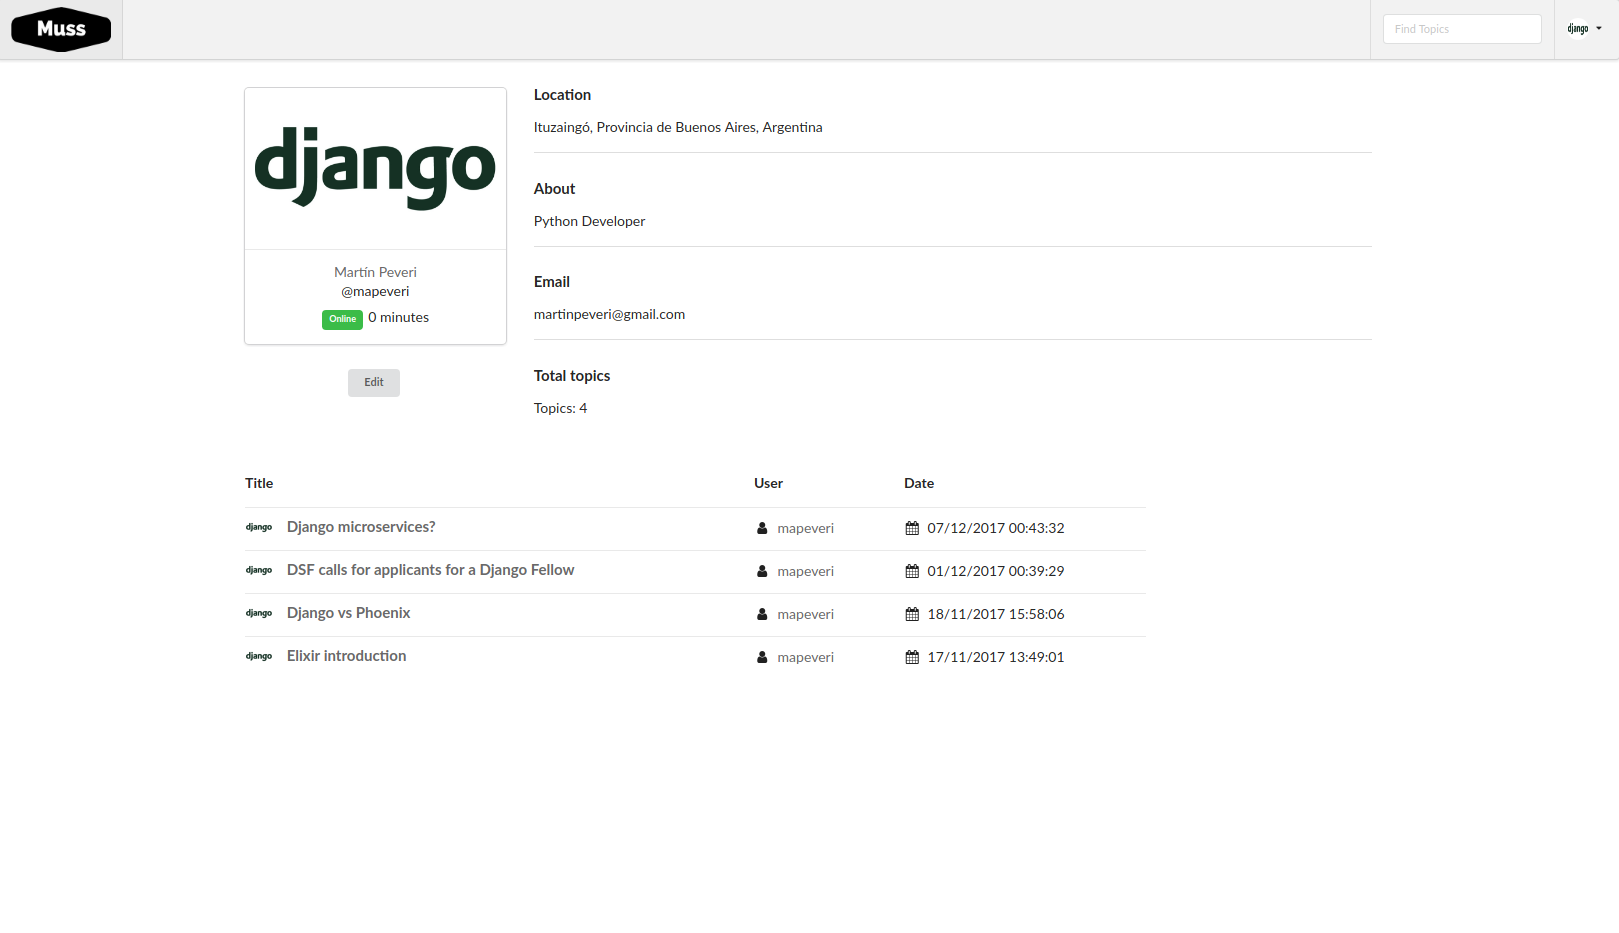 Muss
Find Topics
django
django
Martín Peveri
@mapeveri
Online 0 minutes
Edit
Location
Ituzaingó, Provincia de Buenos Aires, Argentina
About
Python Developer
Email
martinpeveri@gmail.com
Total topics
Topics: 4
Title User Date
django Django microservices? mapeveri 07/12/2017 00:43:32
django DSF calls for applicants for a Django Fellow mapeveri 01/12/2017 00:39:29
django Django vs Phoenix mapeveri 18/11/2017 15:58:06
django Elixir introduction mapeveri 17/11/2017 13:49:01